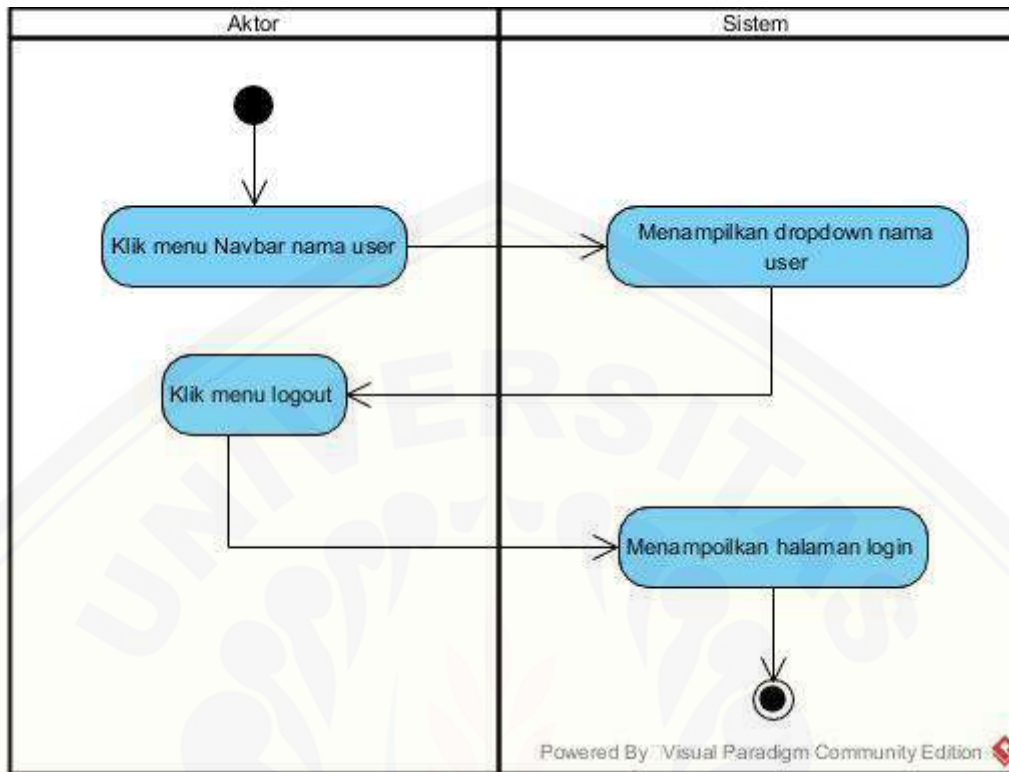 Aktor
Sistem
Klik menu Navbar nama user
Menampilkan dropdown nama
user
Klik menu logout
Menampoilkan halaman login
UNIVERSITAS
Powered By Visual Paradigm Community Edition